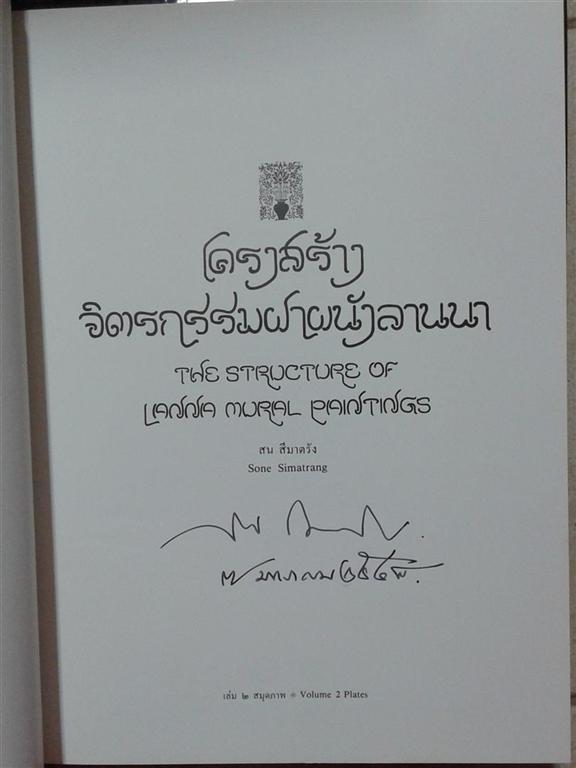 โครงสร้าง
จิตรกรรมฝาผนังลานนา
THE STRUCTURE OF
LANNA MURAL PAINTINGS
สน สีมาตรัง
Sone Simatrang
เล่ม ๒ สมุดภาพ ❖ Volume 2 Plates